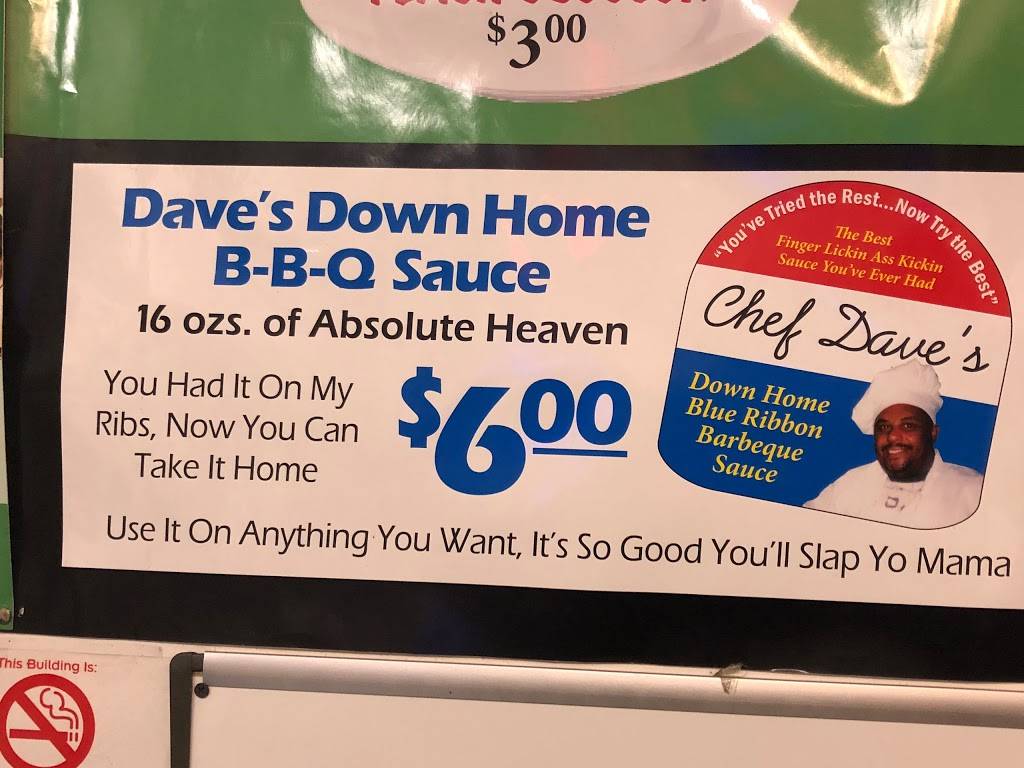 $3.00
Dave's Down Home
B-B-Q Sauce
16 ozs. of Absolute Heaven
You Had It On My
Ribs, Now You Can
Take It Home
$6.00
Use It On Anything You Want, It's So Good You'll Slap Yo Mama
"You've Tried the Rest...Now Try the Best"
The Best
Finger Lickin Ass Kickin
Sauce You've Ever Had
Chef Dave's
Down Home
Blue Ribbon
Barbeque
Sauce
This Building Is: